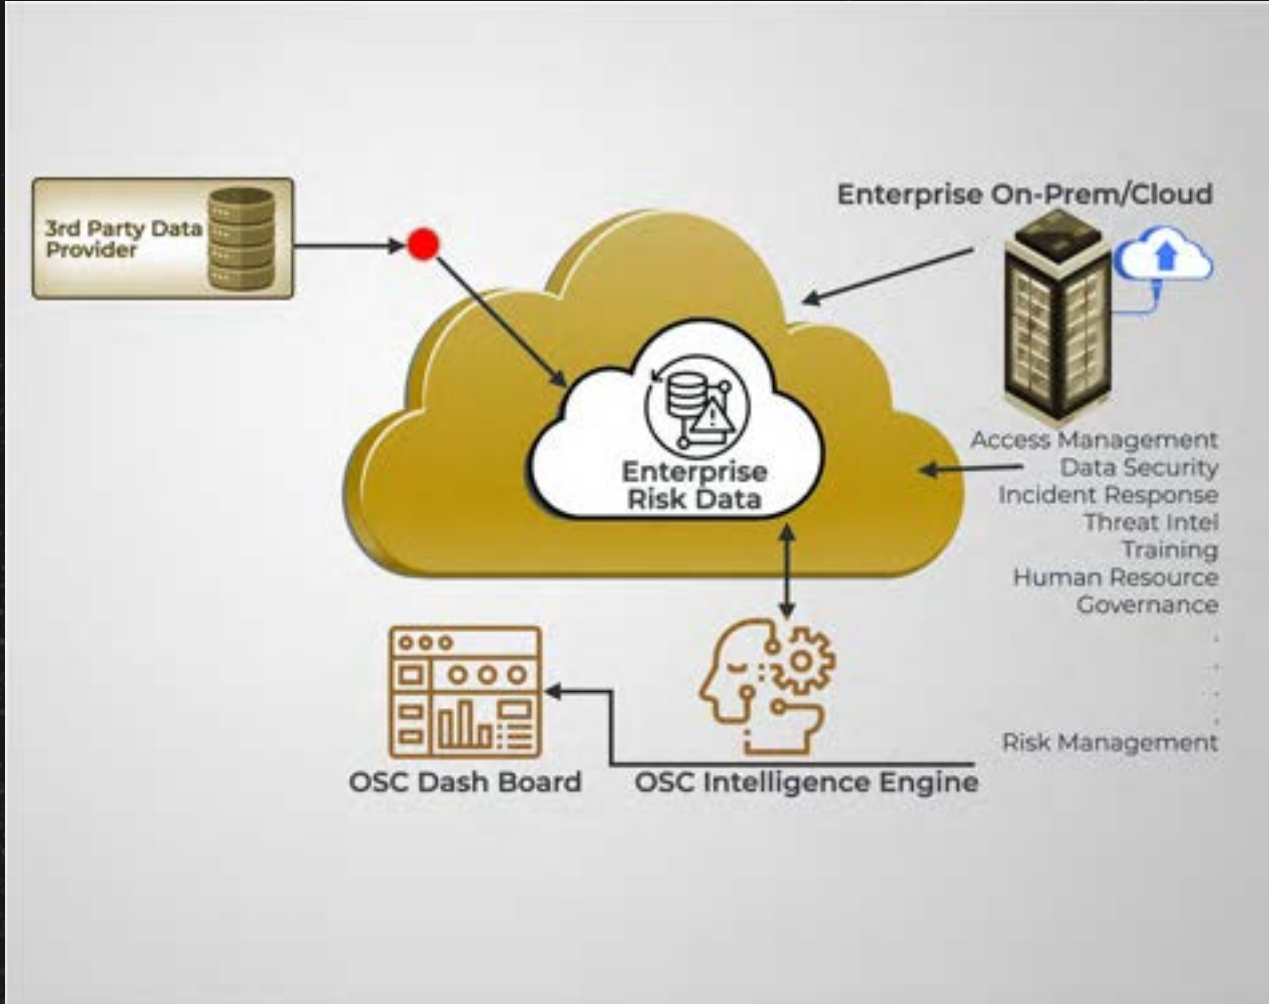 3rd Party Data
Provider
Enterprise On-Prem/Cloud
Enterprise
Risk Data
Access Management
Data Security
Incident Response
Threat Intel
Training
Human Resource
Governance
.
.
.
.
Risk Management
OSC Dash Board
OSC Intelligence Engine